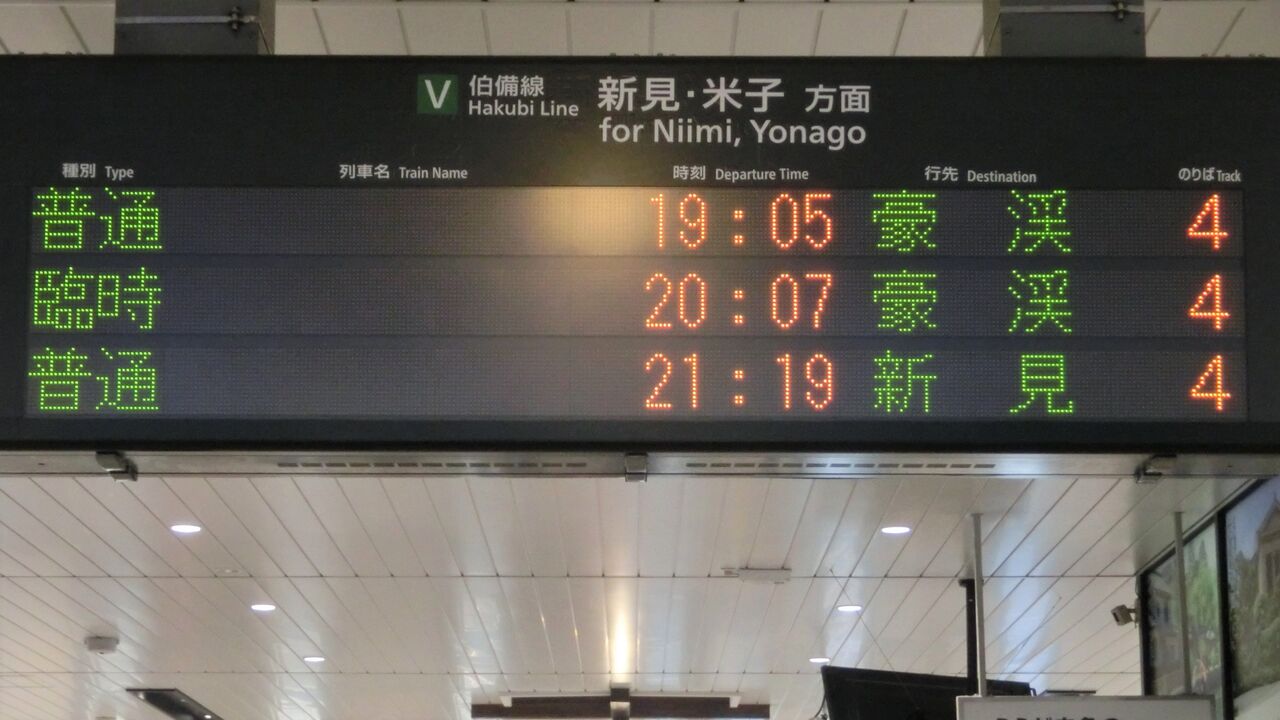 V 伯備線 新見・米子 方面
Hakubi Line for Niimi, Yonago
種別 Type 列車名 Train Name 時刻 Departure Time 行先 Destination のりば Track
普通 19:05 豪渓 4
臨時 20:07 豪渓 4
普通 21:19 新見 4